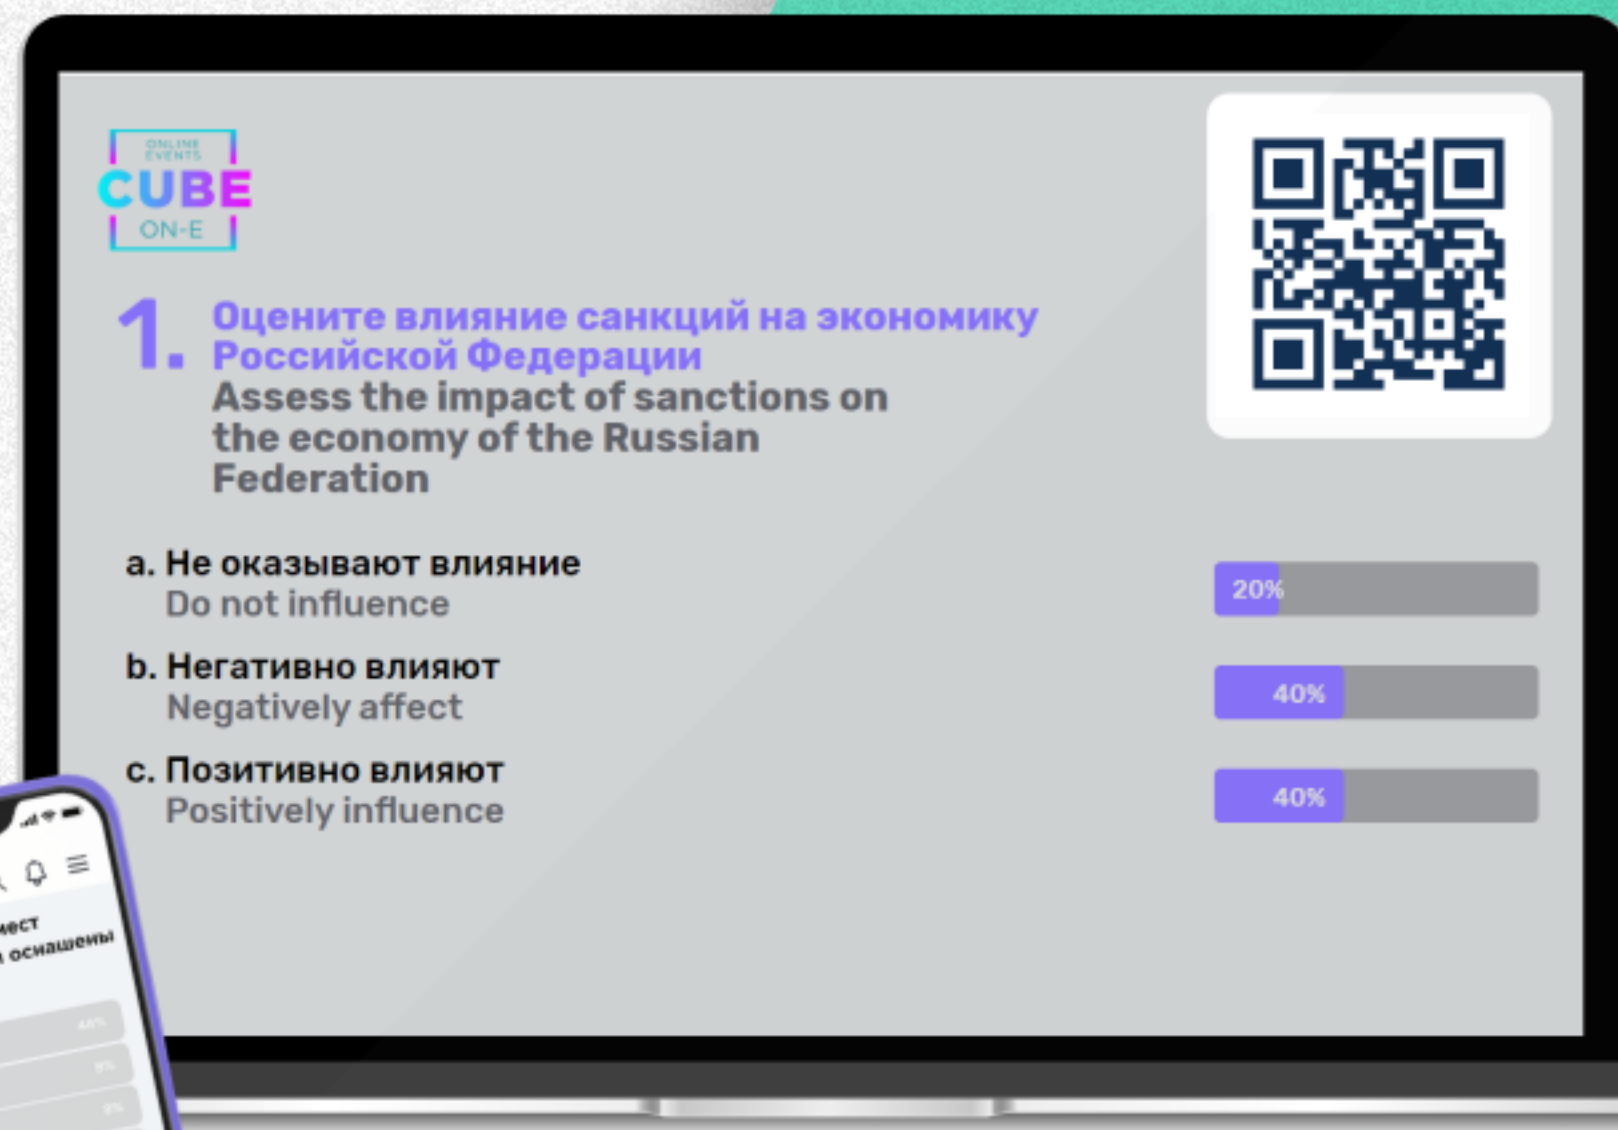 ONLINE
EVENTS
CUBE
ON-E
1. Оцените влияние санкций на экономику
Российской Федерации
Assess the impact of sanctions on
the economy of the Russian
Federation
a. Не оказывают влияние
Do not influence
20%
b. Негативно влияют
Negatively affect
40%
c. Позитивно влияют
Positively influence
40%
оснащены